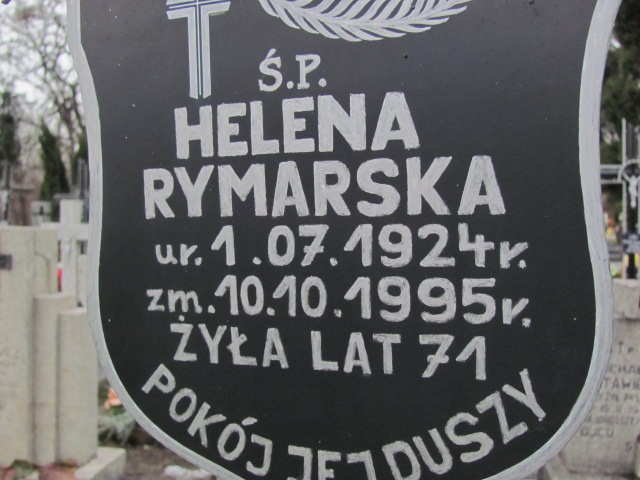 Ś.P.
HELENA
RYMARSKA
ur. 1.07.1924r.
zm. 10.10.1995r.
ŻYŁA LAT 71
POKÓJ JEJ DUSZY